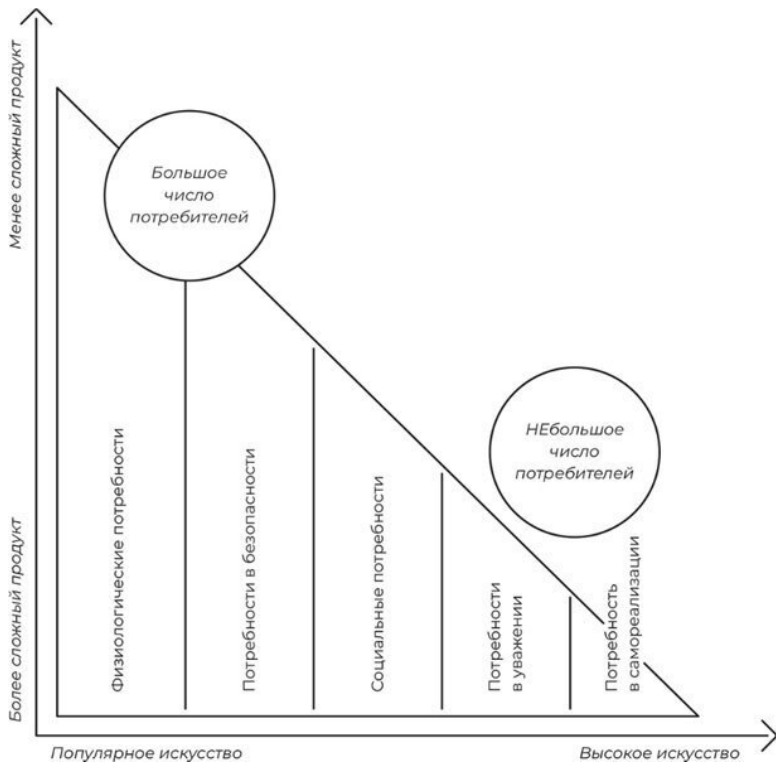 Менее сложный продукт
Более сложный продукт
Большое
число
потребителей
НЕбольшое
число
потребителей
Физиологические потребности
Потребности в безопасности
Социальные потребности
Потребности
в уважении
Потребность
в самореализации
Популярное искусство
Высокое искусство